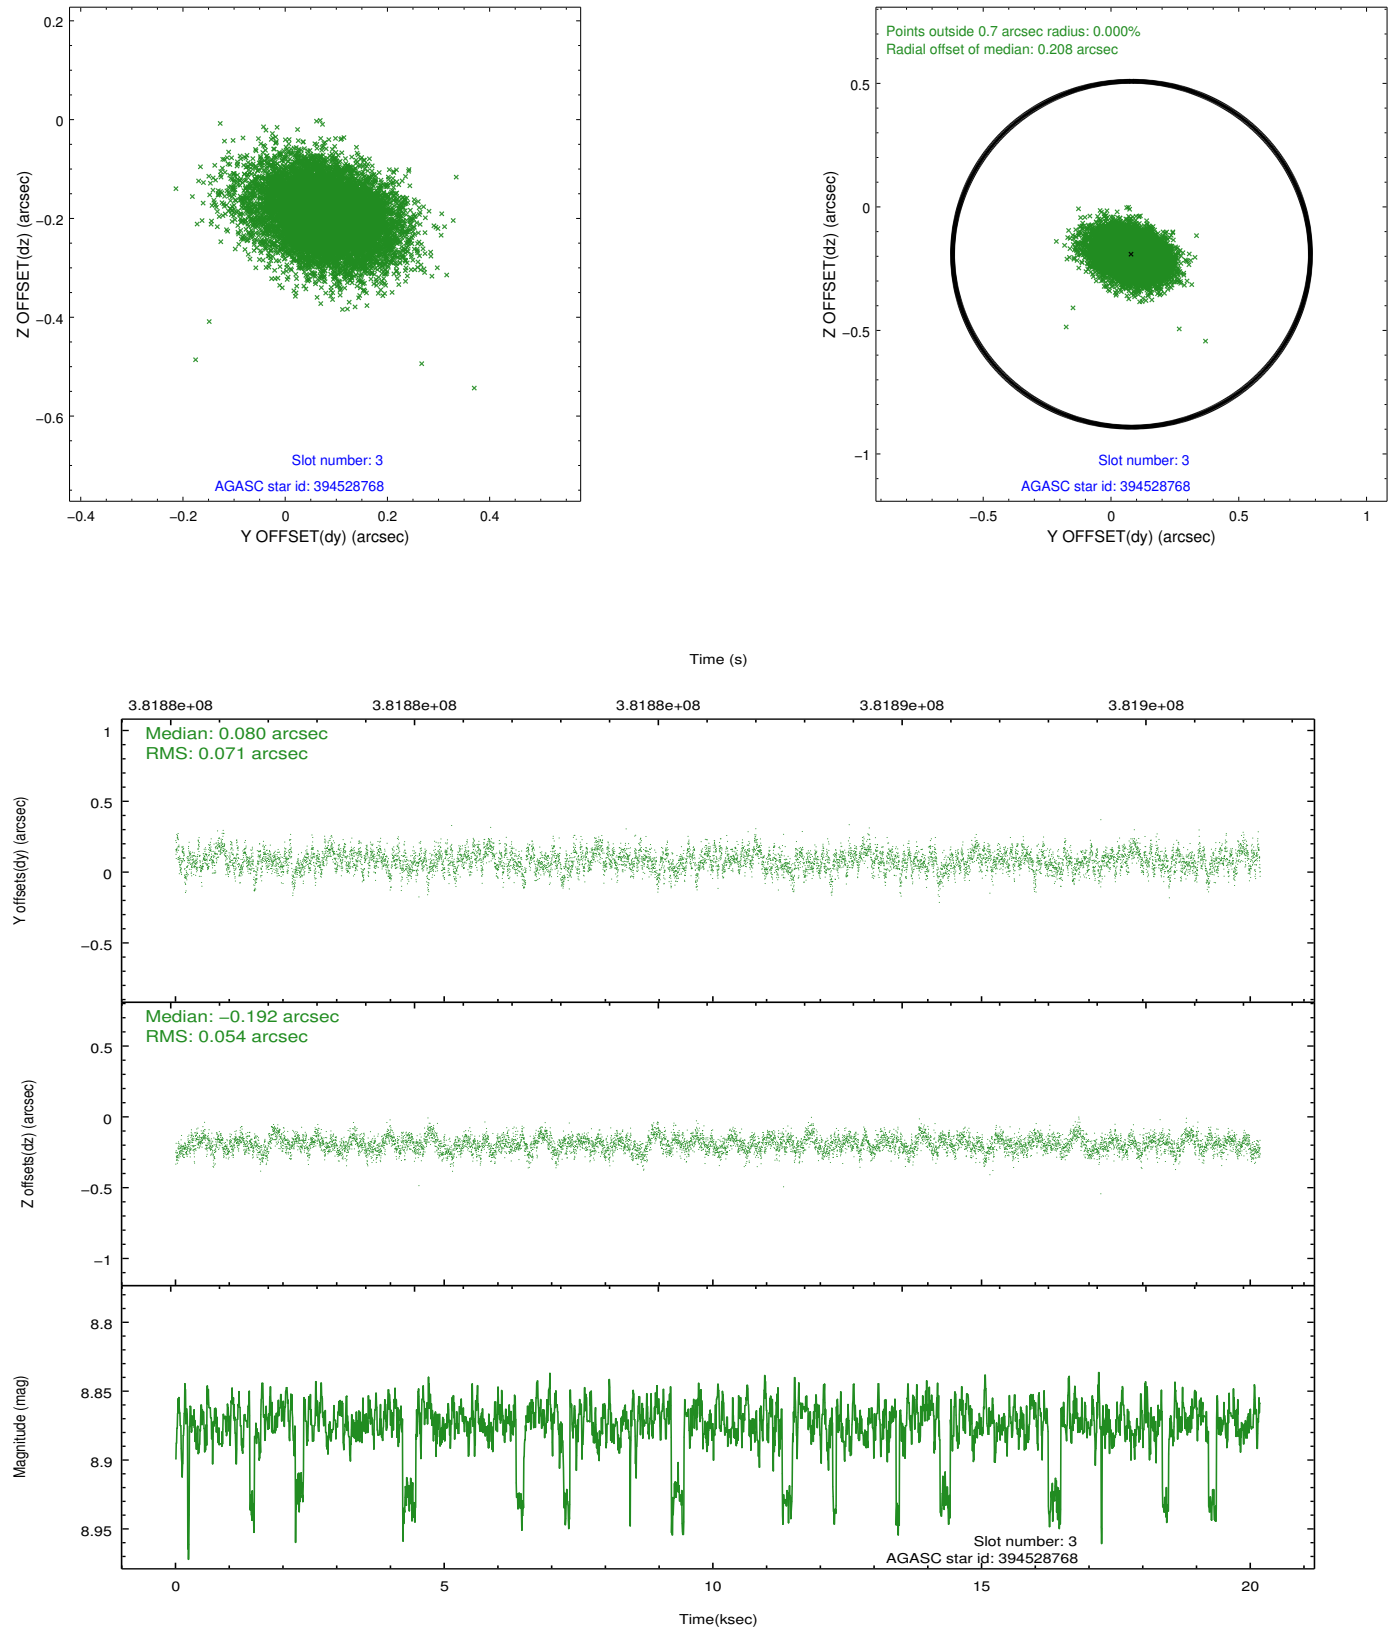 0.2
0
−0.2
−0.4
−0.6
Z OFFSET(dz) (arcsec)
Slot number: 3
AGASC star id: 394528768
−0.4
−0.2
0
0.2
0.4
Y OFFSET(dy) (arcsec)
Points outside 0.7 arcsec radius: 0.000%
Radial offset of median: 0.208 arcsec
0.5
0
−0.5
−1
Z OFFSET(dz) (arcsec)
Slot number: 3
AGASC star id: 394528768
−0.5
0
0.5
1
Y OFFSET(dy) (arcsec)
Time (s)
3.8188e+08
3.8188e+08
3.8188e+08
3.8189e+08
3.819e+08
Median: 0.080 arcsec
RMS: 0.071 arcsec
1
0.5
0
−0.5
Y offsets(dy) (arcsec)
Median: −0.192 arcsec
RMS: 0.054 arcsec
0.5
0
−0.5
−1
Z offsets(dz) (arcsec)
8.8
8.85
8.9
8.95
Magnitude (mag)
Slot number: 3
AGASC star id: 394528768
0
5
10
15
20
Time(ksec)